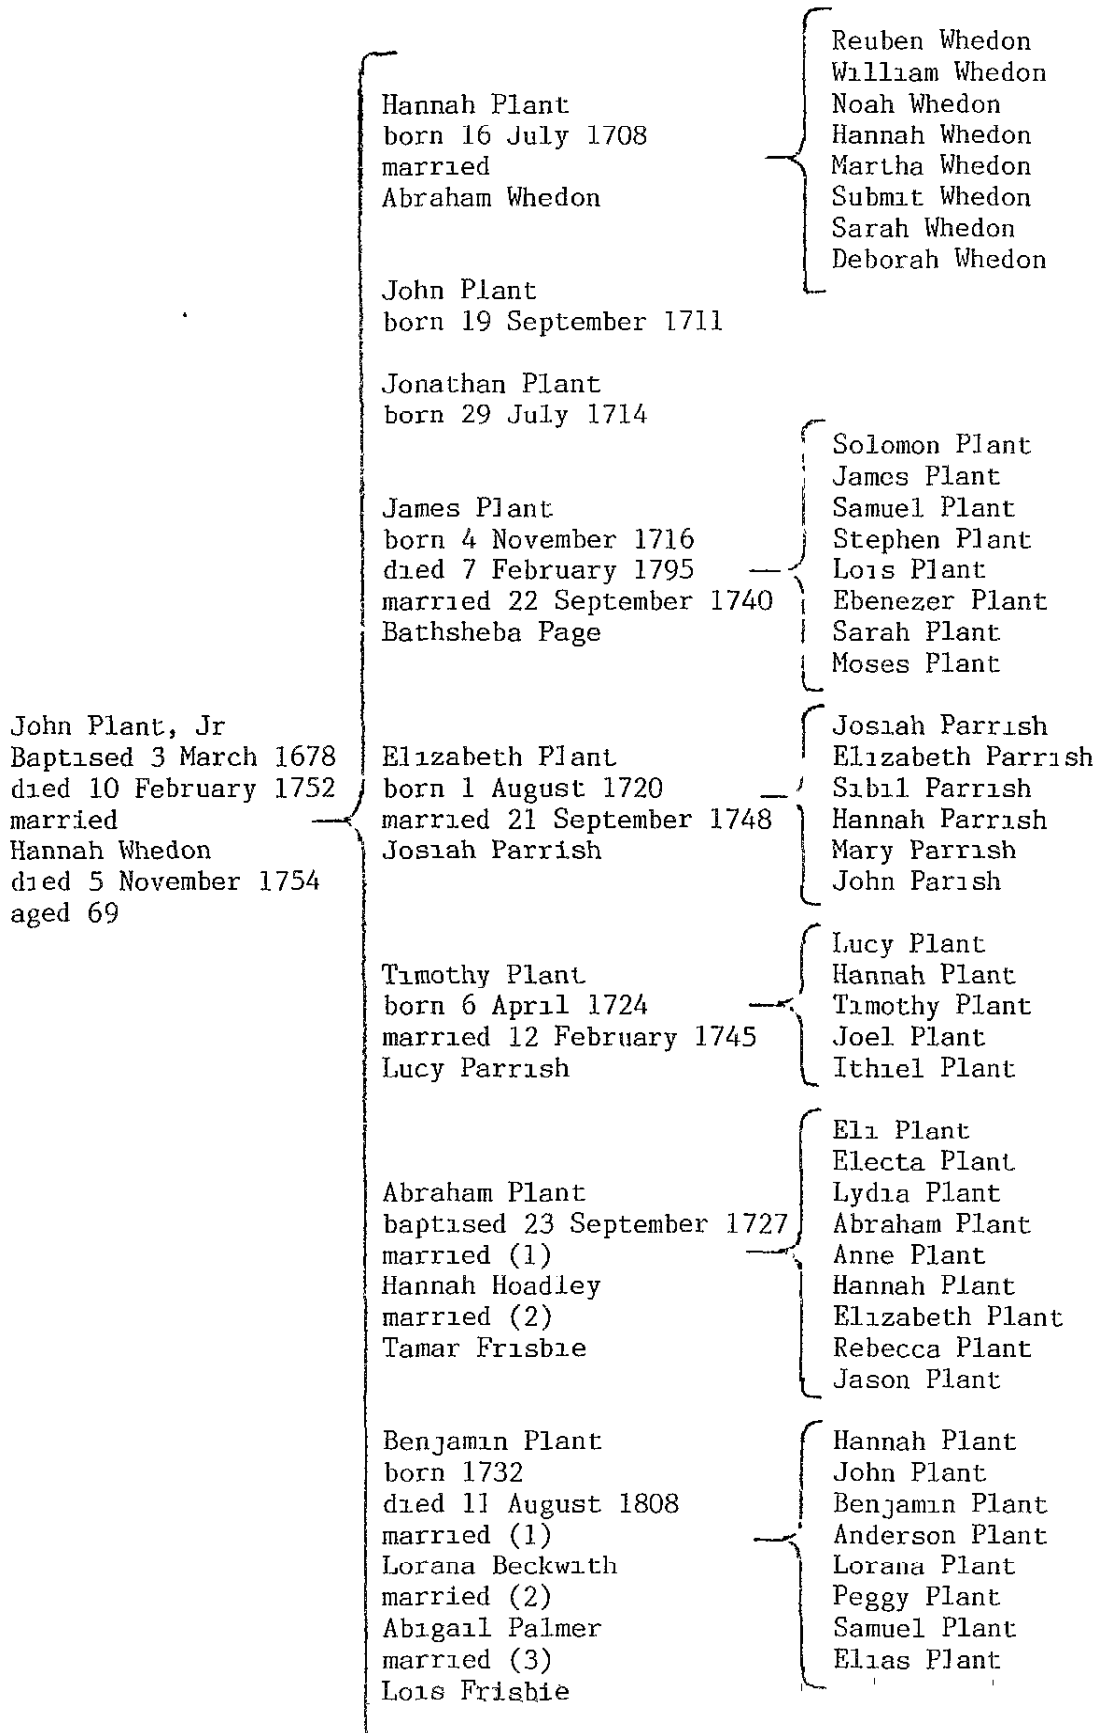 John Plant, Jr
Baptised 3 March 1678
died 10 February 1752
married
Hannah Whedon
died 5 November 1754
aged 69
Hannah Plant
born 16 July 1708
married
Abraham Whedon
Reuben Whedon
William Whedon
Noah Whedon
Hannah Whedon
Martha Whedon
Submit Whedon
Sarah Whedon
Deborah Whedon
John Plant
born 19 September 1711
Jonathan Plant
born 29 July 1714
James Plant
born 4 November 1716
died 7 February 1795
married 22 September 1740
Bathsheba Page
Solomon Plant
James Plant
Samuel Plant
Stephen Plant
Lois Plant
Ebenezer Plant
Sarah Plant
Moses Plant
Elizabeth Plant
born 1 August 1720
married 21 September 1748
Josiah Parrish
Josiah Parrish
Elizabeth Parrish
Sibil Parrish
Hannah Parrish
Mary Parrish
John Parish
Timothy Plant
born 6 April 1724
married 12 February 1745
Lucy Parrish
Lucy Plant
Hannah Plant
Timothy Plant
Joel Plant
Ithiel Plant
Abraham Plant
baptised 23 September 1727
married (1)
Hannah Hoadley
married (2)
Tamar Frisbie
Eli Plant
Electa Plant
Lydia Plant
Abraham Plant
Anne Plant
Hannah Plant
Elizabeth Plant
Rebecca Plant
Jason Plant
Benjamin Plant
born 1732
died 11 August 1808
married (1)
Lorana Beckwith
married (2)
Abigail Palmer
married (3)
Lois Frisbie
Hannah Plant
John Plant
Benjamin Plant
Anderson Plant
Lorana Plant
Peggy Plant
Samuel Plant
Elias Plant